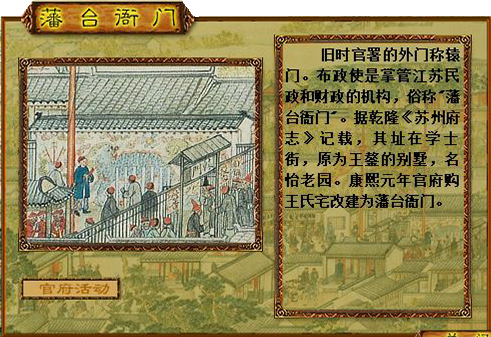 藩台衙门
旧时官署的外门称辕
门。布政使是掌管江苏民
政和财政的机构，俗称“藩
台衙门”。据乾隆《苏州府
志》记载，其址在学士
街，原为王鏊的别墅，名
怡老园。康熙元年官府购
王氏宅改建为藩台衙门。
官府活动